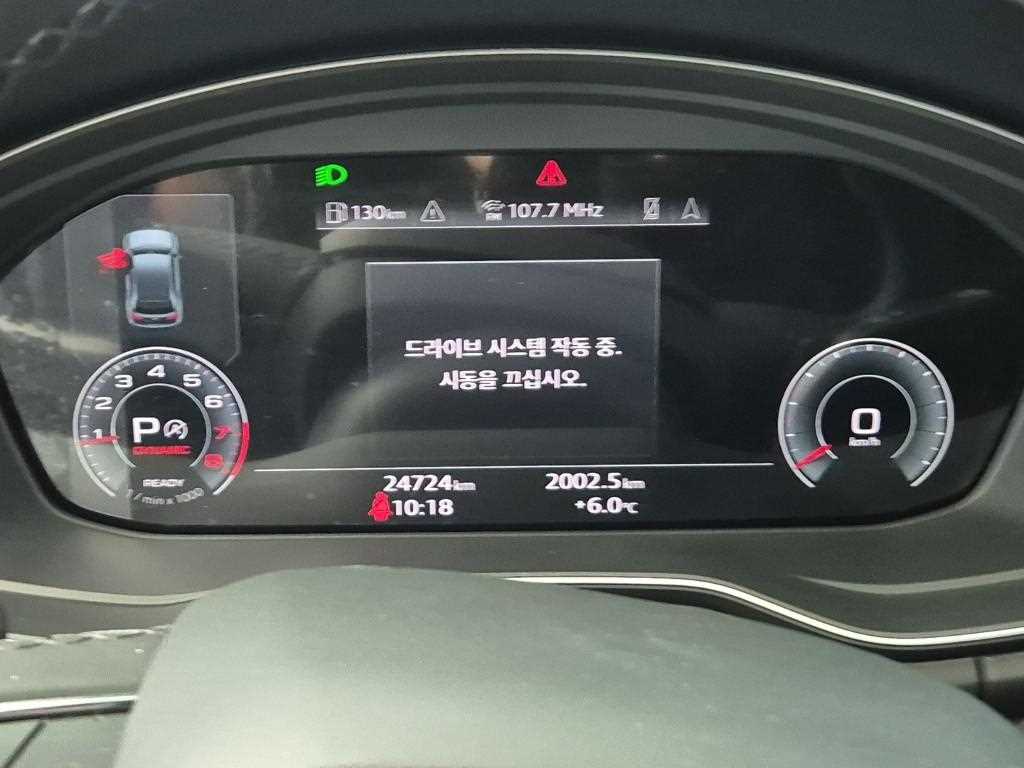 130km
FM 107.7 MHz
드라이브 시스템 작동 중.
시동을 끄십시오.
1 2 3 4 5 6 7 8
P
DYNAMIC
READY
1/min x 1000
0
km/h
24724km 2002.5km
10:18 +6.0°C